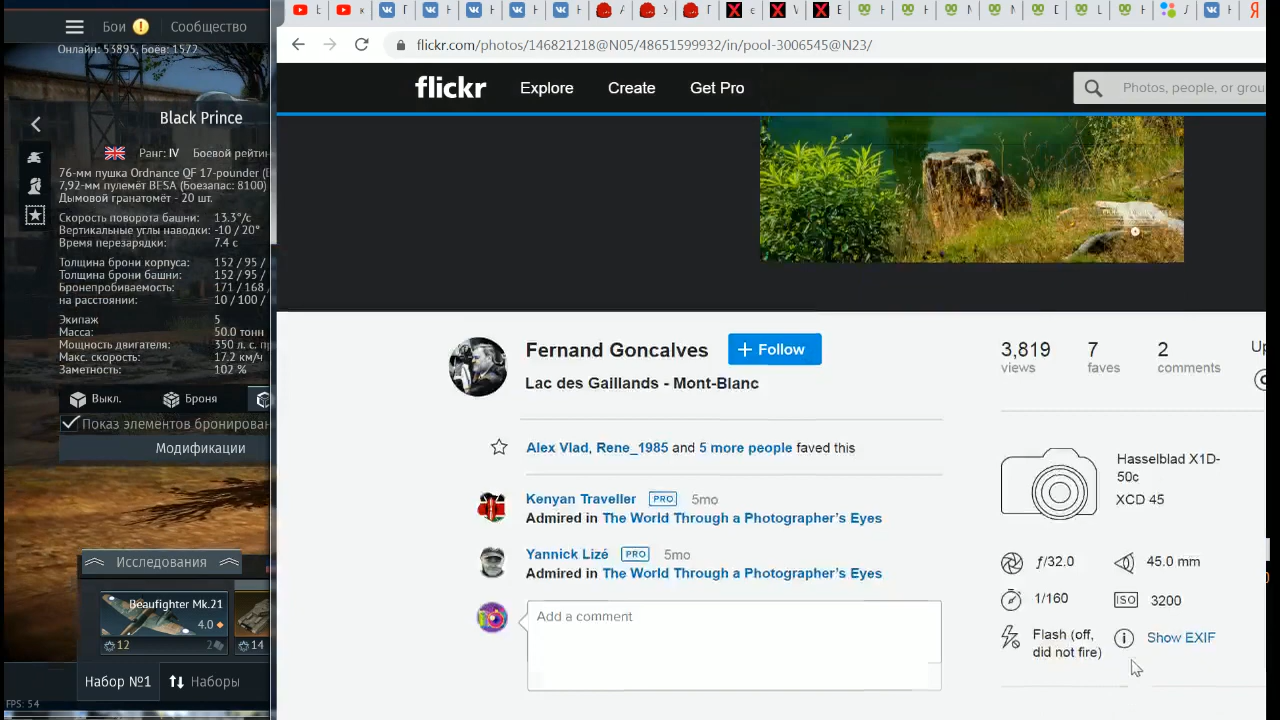 Бои
Сообщество
Онлайн: 53895, Боёв: 1572
Black Prince
Ранг: IV Боевой рейтин
76-мм пушка Ordnance QF 17-pounder (
7,92-мм пулемёт BESA (Боезапас: 8100)
Дымовой гранатомёт - 20 шт.
Скорость поворота башни: 13.3°/с
Вертикальные углы наводки: -10 / 20°
Время перезарядки: 7.4 с
Толщина брони корпуса: 152 / 95 /
Толщина брони башни: 152 / 95 /
Бронепробиваемость: 171 / 168 /
на расстоянии: 10 / 100 /
Экипаж 5
Масса: 50.0 тонн
Мощность двигателя: 350 л. с. п
Макс. скорость: 17.2 км/ч
Заметность: 102 %
Выкл.
Броня
Показ элементов бронирован
Модификации
Исследования
Beaufighter Mk.21
4.0
12
2
14
Набор №1
Наборы
FPS: 54
flickr.com/photos/146821218@N05/48651599932/in/pool-3006545@N23/
flickr
Explore
Create
Get Pro
Photos, people, or grou
Fernand Goncalves
+ Follow
Lac des Gaillands - Mont-Blanc
Alex Vlad, Rene_1985 and 5 more people faved this
Kenyan Traveller PRO 5mo
Admired in The World Through a Photographer's Eyes
Yannick Lizé PRO 5mo
Admired in The World Through a Photographer's Eyes
Add a comment
3,819
views
7
faves
2
comments
Up
Hasselblad X1D-
50c
XCD 45
ƒ/32.0
45.0 mm
1/160
ISO
3200
Flash (off,
did not fire)
Show EXIF